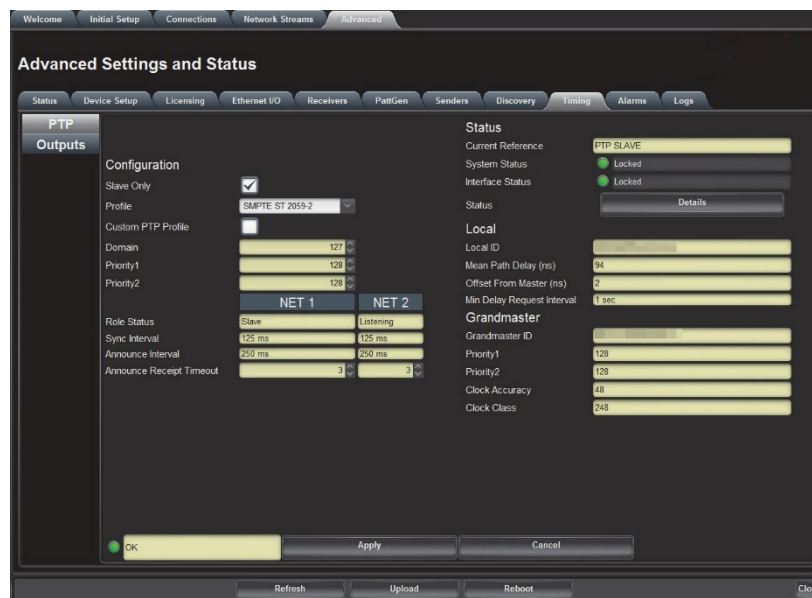 Welcome Initial Setup Connections Network Streams Advanced
Advanced Settings and Status
Status Device Setup Licensing Ethernet I/O Receivers PattGen Senders Discovery Timing Alarms Logs
PTP
Outputs
Configuration
Slave Only
Profile SMPTE ST 2059-2
Custom PTP Profile
Domain 127
Priority1 128
Priority2 128
NET 1 NET 2
Role Status Slave Listening
Sync Interval 125 ms 125 ms
Announce Interval 250 ms 250 ms
Announce Receipt Timeout 3 3
Status
Current Reference PTP SLAVE
System Status Locked
Interface Status Locked
Status Details
Local
Local ID
Mean Path Delay (ns) 94
Offset From Master (ns) 2
Min Delay Request Interval 1 sec
Grandmaster
Grandmaster ID
Priority1 128
Priority2 128
Clock Accuracy 48
Clock Class 248
OK Apply Cancel
Refresh Upload Reboot Clo